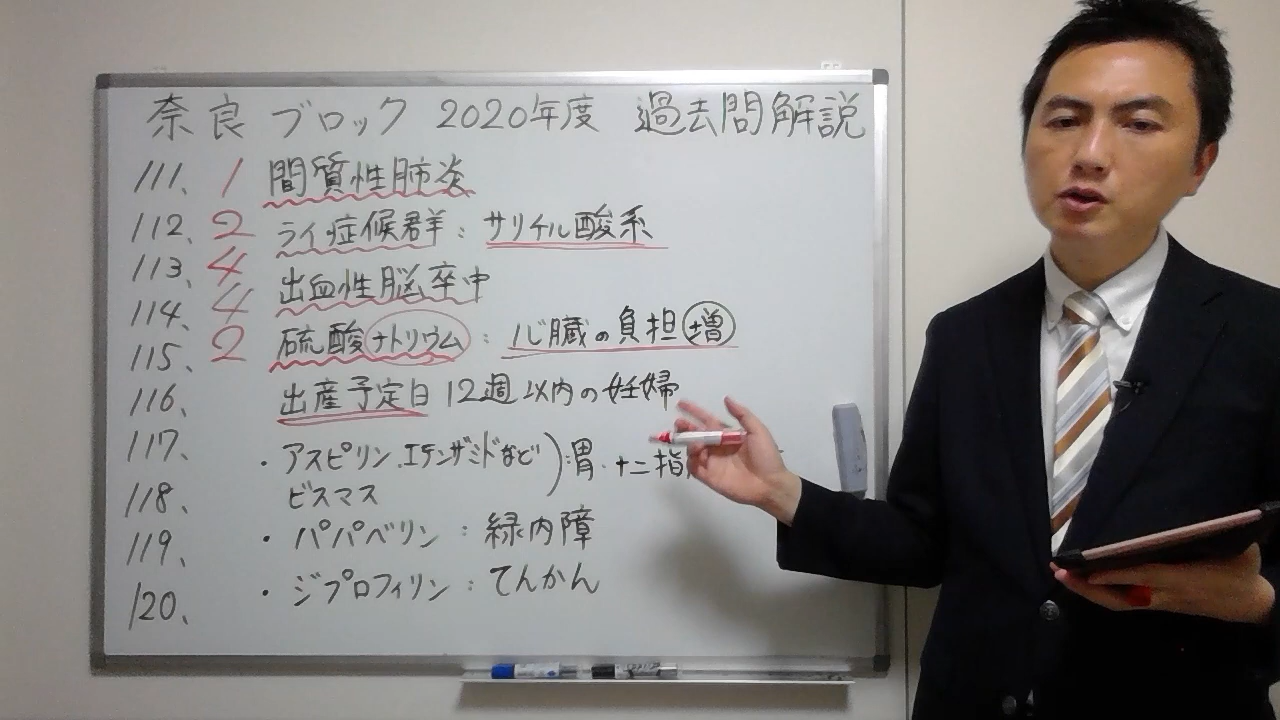 奈良ブロック 2020年度 過去問解説
111、 1 間質性肺炎
112、 2 ライ症候群：サリチル酸系
113、 4 出血性脳卒中
114、 4
115、 2 硫酸ナトリウム：心臓の負担増
116、 出産予定日12週以内の妊婦
117、 ・アスピリン、エテンザミドなど）：胃・十二指
118、 ビスマス
119、 ・パパベリン：緑内障
120、 ・ジプロフィリン：てんかん